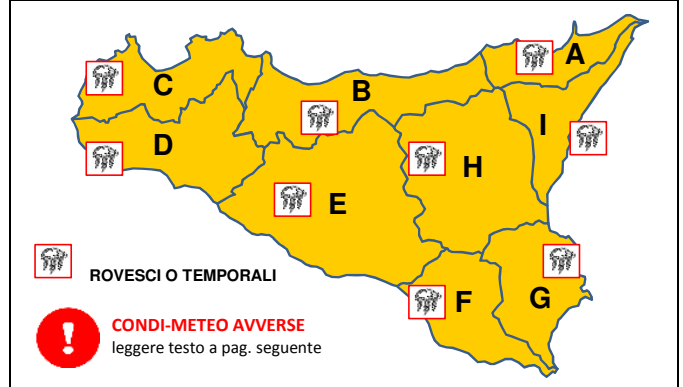 A
B
C
I
D
H
E
F
G
ROVESCI O TEMPORALI
!
CONDI-METEO AVVERSE
leggere testo a pag. seguente